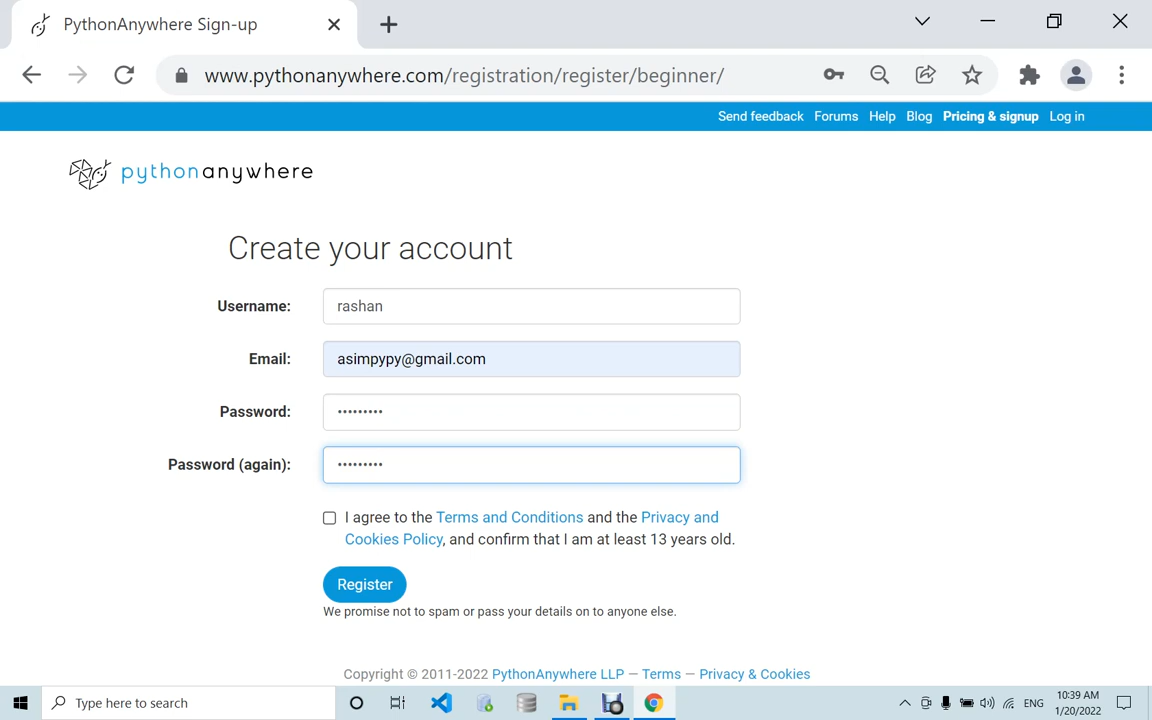 PythonAnywhere Sign-up
www.pythonanywhere.com/registration/register/beginner/
Send feedback Forums Help Blog Pricing & signup Log in
pythonanywhere
Create your account
Username: rashan
Email: asimpypy@gmail.com
Password: •••••••••
Password (again): •••••••••
I agree to the Terms and Conditions and the Privacy and
Cookies Policy, and confirm that I am at least 13 years old.
Register
We promise not to spam or pass your details on to anyone else.
Copyright © 2011-2022 PythonAnywhere LLP — Terms — Privacy & Cookies
Type here to search
ENG
10:39 AM
1/20/2022